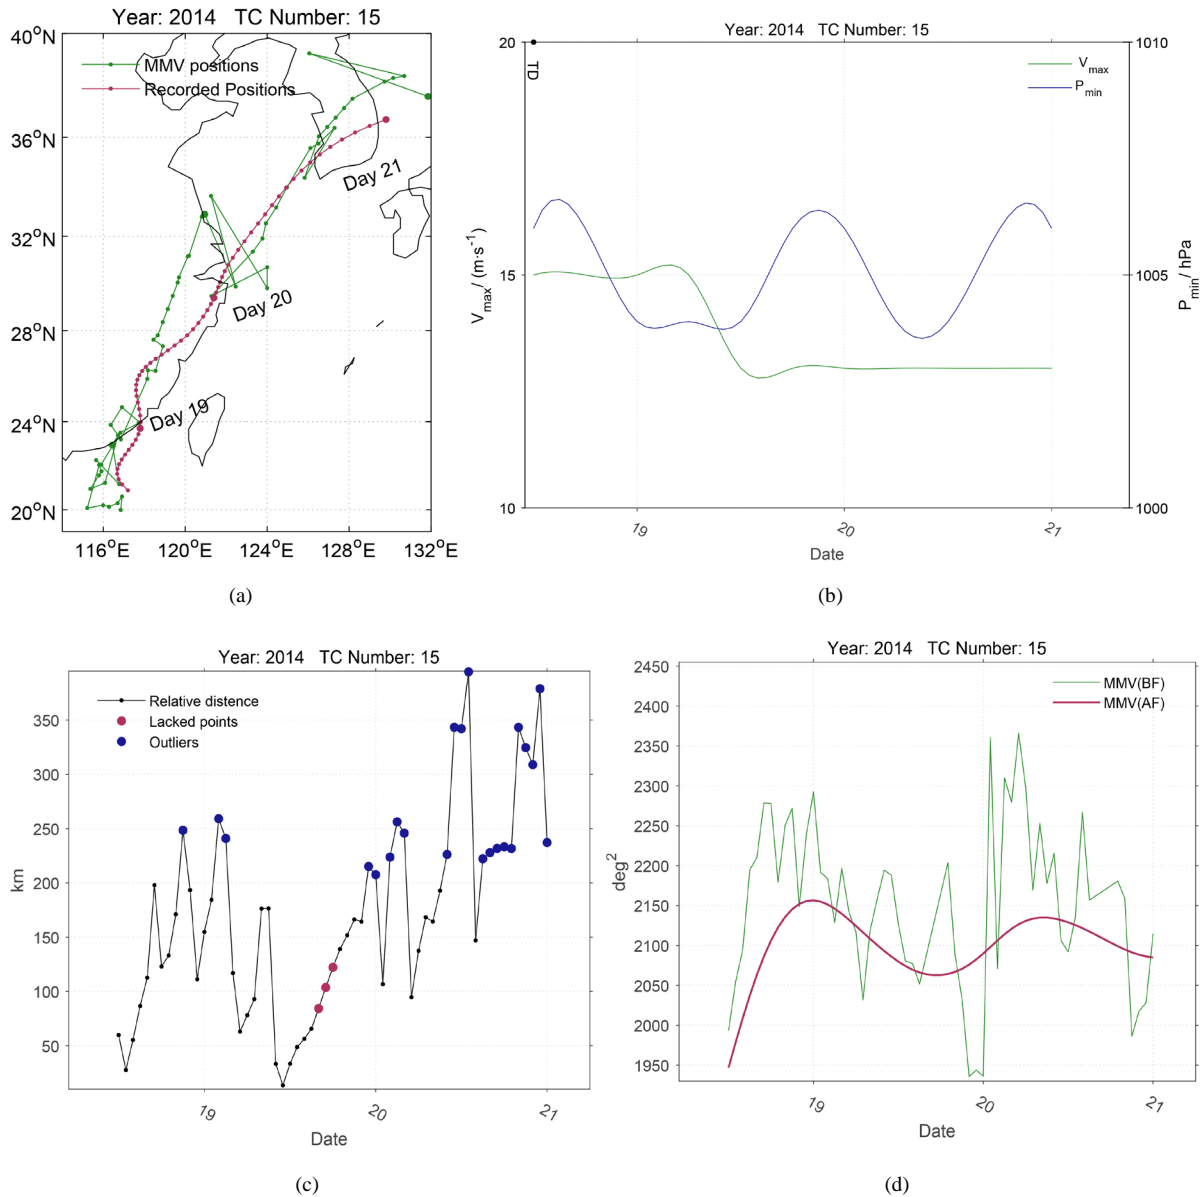 Year: 2014 TC Number: 15
40°N
36°N
32°N
28°N
24°N
20°N
MMV positions
Recorded Positions
Day 21
Day 20
Day 19
116°E 120°E 124°E 128°E 132°E
(a)
Year: 2014 TC Number: 15
20
15
10
V_max / (m·s⁻¹)
TD
V_max
P_min
1010
1005
1000
P_min / hPa
19 20 21
Date
(b)
Year: 2014 TC Number: 15
350
300
250
200
150
100
50
km
Relative distence
Lacked points
Outliers
19 20 21
Date
(c)
Year: 2014 TC Number: 15
2450
2400
2350
2300
2250
2200
2150
2100
2050
2000
1950
deg²
MMV(BF)
MMV(AF)
19 20 21
Date
(d)